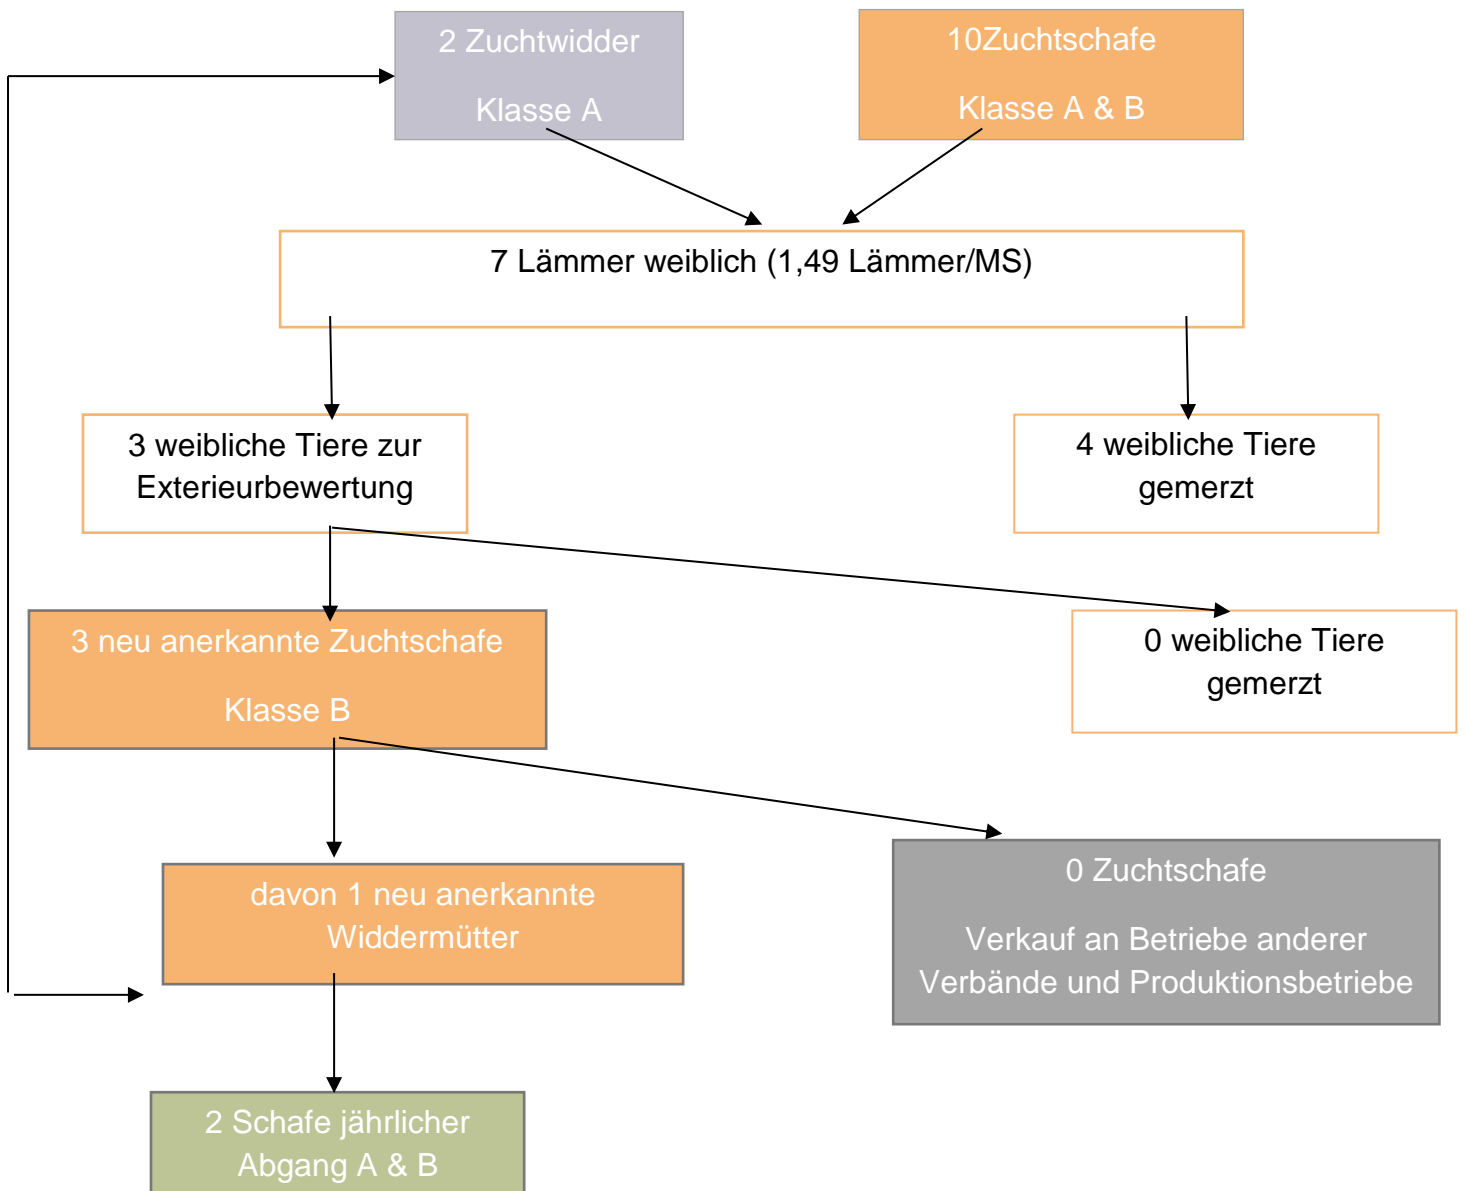 2 Zuchtwidder
Klasse A
10Zuchtschafe
Klasse A & B
7 Lämmer weiblich (1,49 Lämmer/MS)
3 weibliche Tiere zur
Exterieurbewertung
4 weibliche Tiere
gemerzt
3 neu anerkannte Zuchtschafe
Klasse B
0 weibliche Tiere
gemerzt
davon 1 neu anerkannte
Widdermütter
0 Zuchtschafe
Verkauf an Betriebe anderer
Verbände und Produktionsbetriebe
2 Schafe jährlicher
Abgang A & B